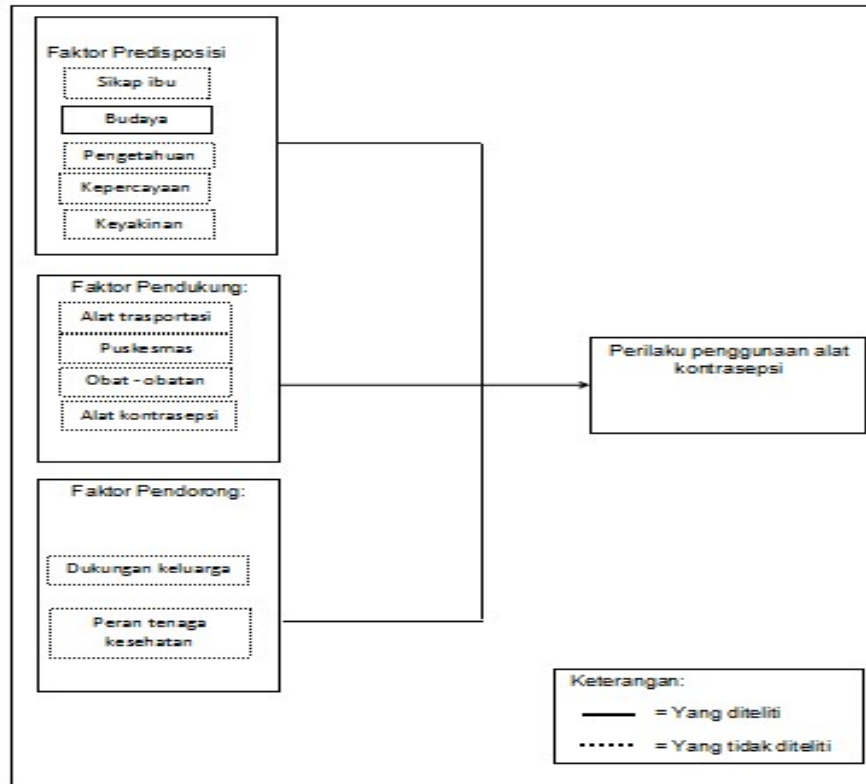 Faktor Predisposisi
Sikap ibu
Budaya
Pengetahuan
Kepercayaan
Keyakinan
Faktor Pendukung:
Alat trasportasi
Puskesmas
Obat - obatan
Alat kontrasepsi
Faktor Pendorong:
Dukungan keluarga
Peran tenaga
kesehatan
Perilaku penggunaan alat
kontrasepsi
Keterangan:
= Yang diteliti
= Yang tidak diteliti